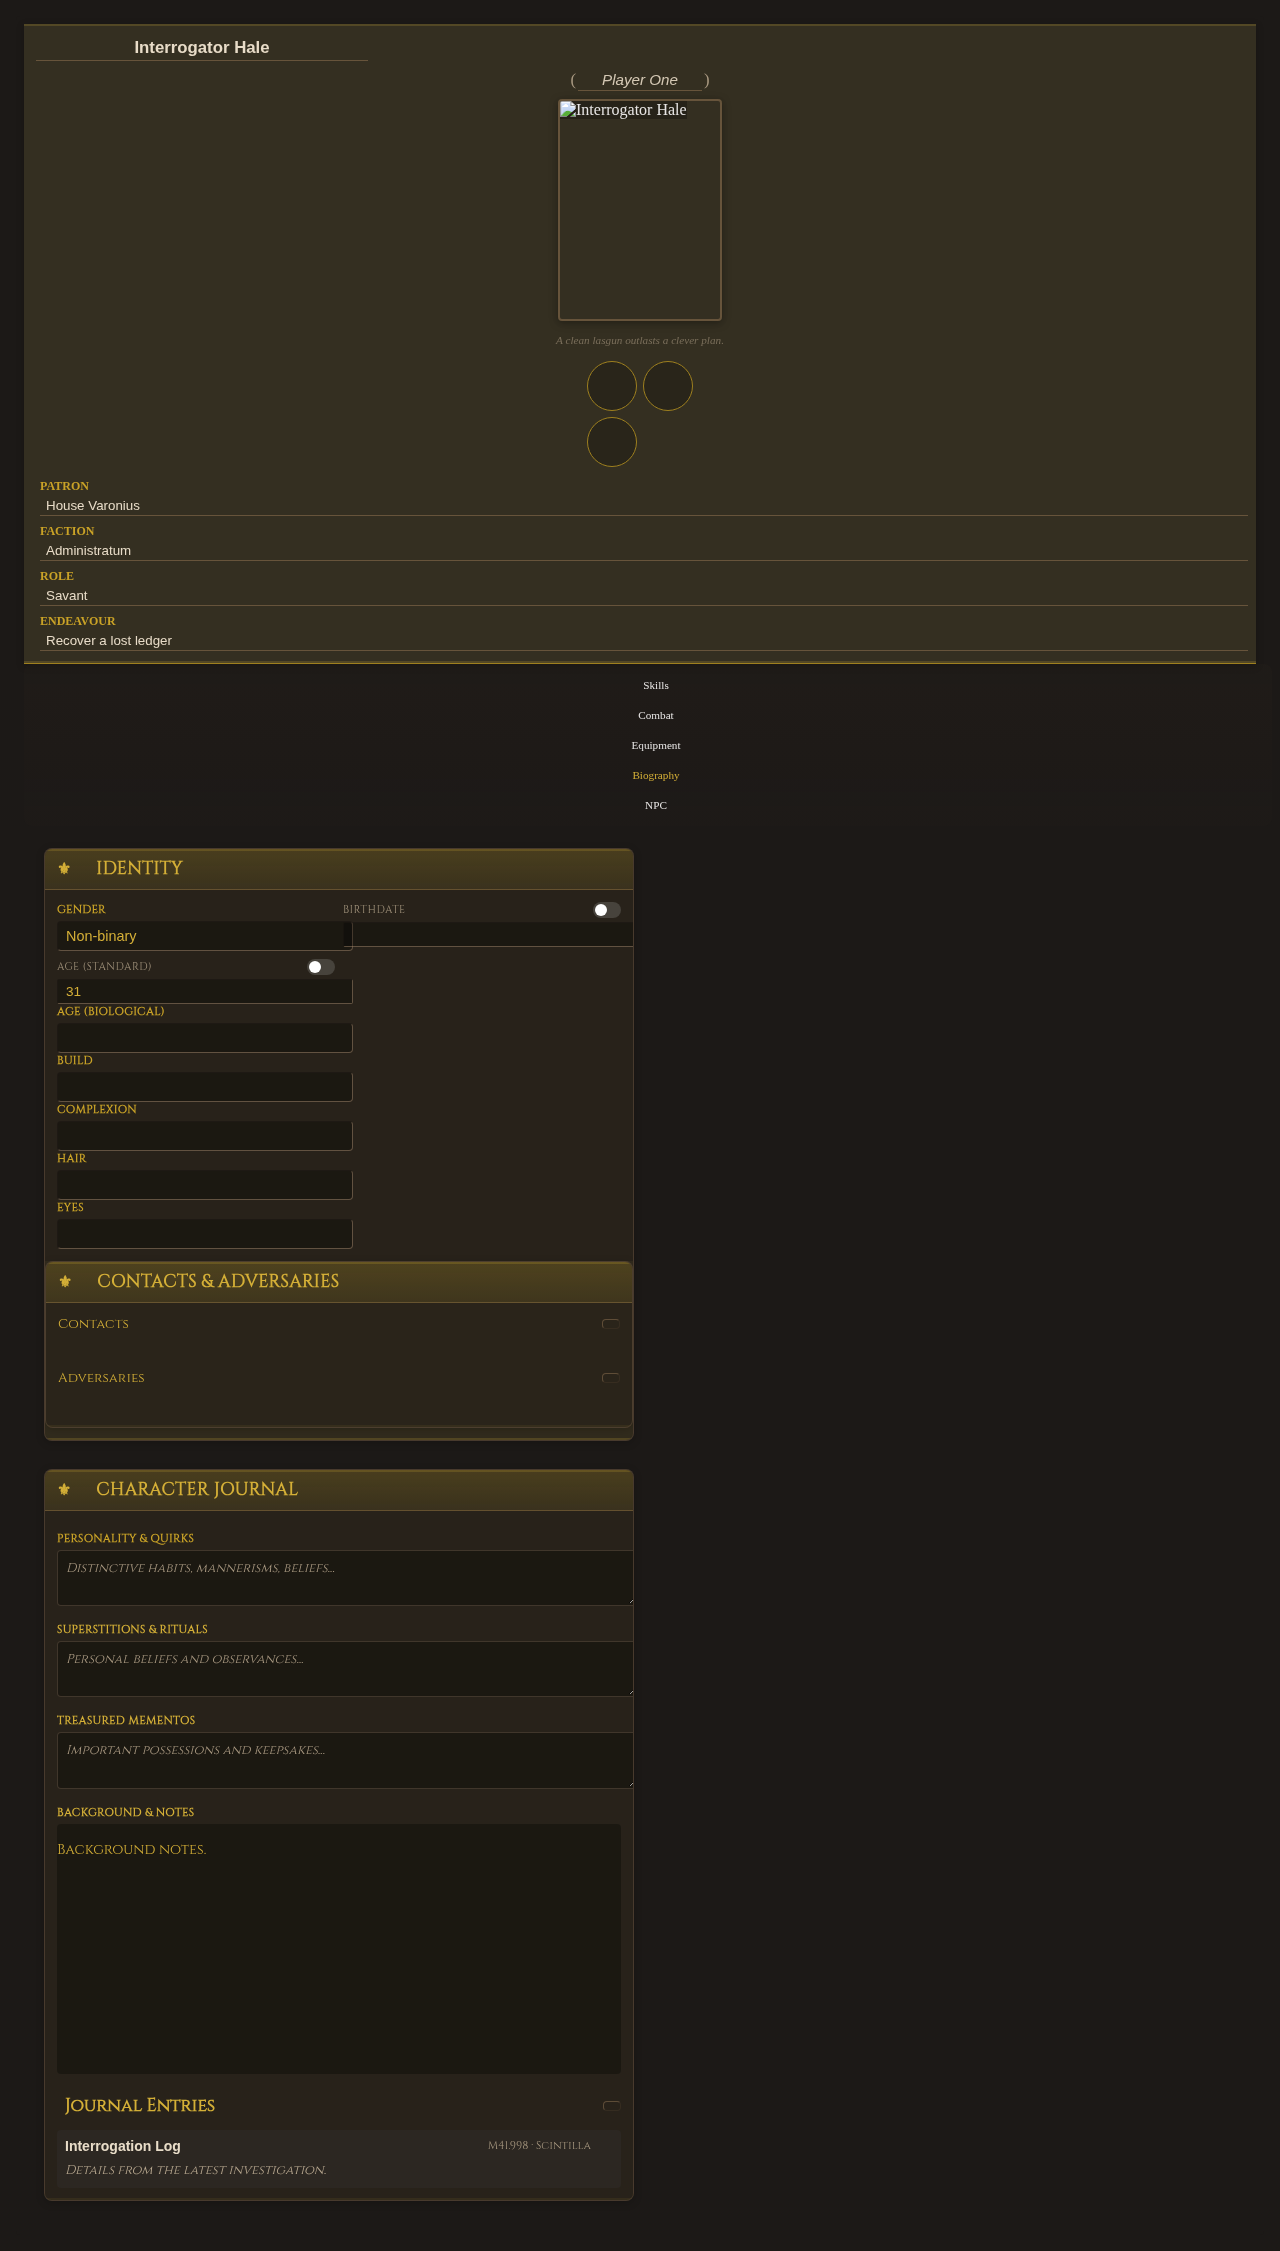 Interrogator Hale
( Player One )
Interrogator Hale
A clean lasgun outlasts a clever plan.
PATRON
House Varonius
FACTION
Administratum
ROLE
Savant
ENDEAVOUR
Recover a lost ledger
Skills
Combat
Equipment
Biography
NPC
IDENTITY
GENDER BIRTHDATE
Non-binary
AGE (STANDARD)
31
AGE (BIOLOGICAL)
BUILD
COMPLEXION
HAIR
EYES
CONTACTS & ADVERSARIES
Contacts
Adversaries
CHARACTER JOURNAL
PERSONALITY & QUIRKS
Distinctive habits, mannerisms, beliefs...
SUPERSTITIONS & RITUALS
Personal beliefs and observances...
TREASURED MEMENTOS
Important possessions and keepsakes...
BACKGROUND & NOTES
Background notes.
Journal Entries
Interrogation Log M41.998 · Scintilla
Details from the latest investigation.